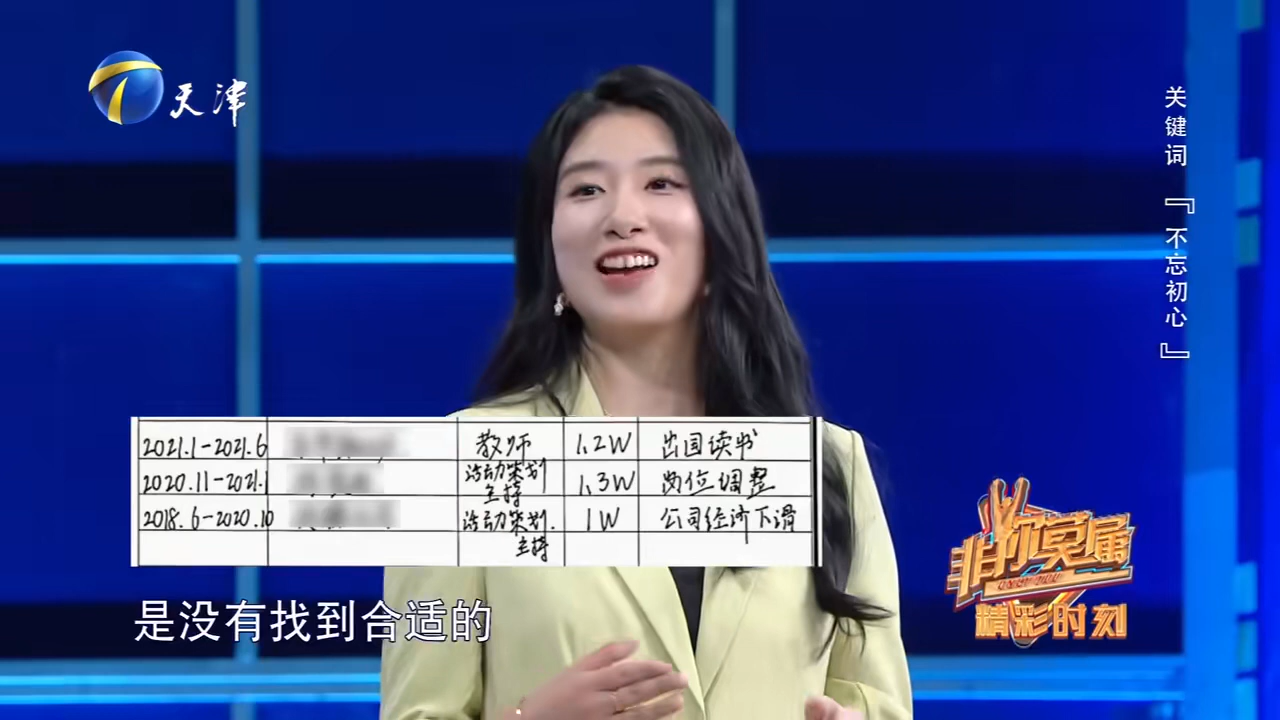 天津
关键词『不忘初心』
2021.1-2021.6 教师 1.2W 出国读书
2020.11-2021.1 活动策划 主持 1.3W 岗位调整
2018.6-2020.10 活动策划. 主持 1W 公司经济下滑
非你莫属
ONLY YOU
精彩时刻
是没有找到合适的